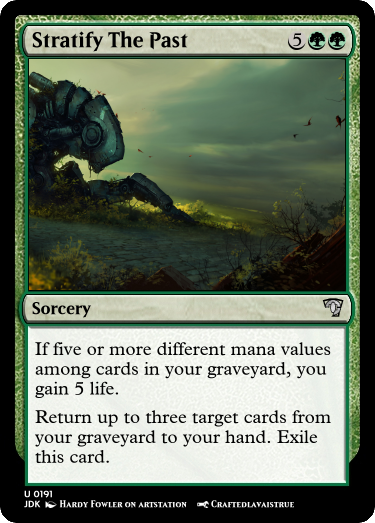 Stratify The Past 5
Sorcery
If five or more different mana values
among cards in your graveyard, you
gain 5 life.
Return up to three target cards from
your graveyard to your hand. Exile
this card.
U 0191
JDK Hardy Fowler on artstation Craftedlavaistrue